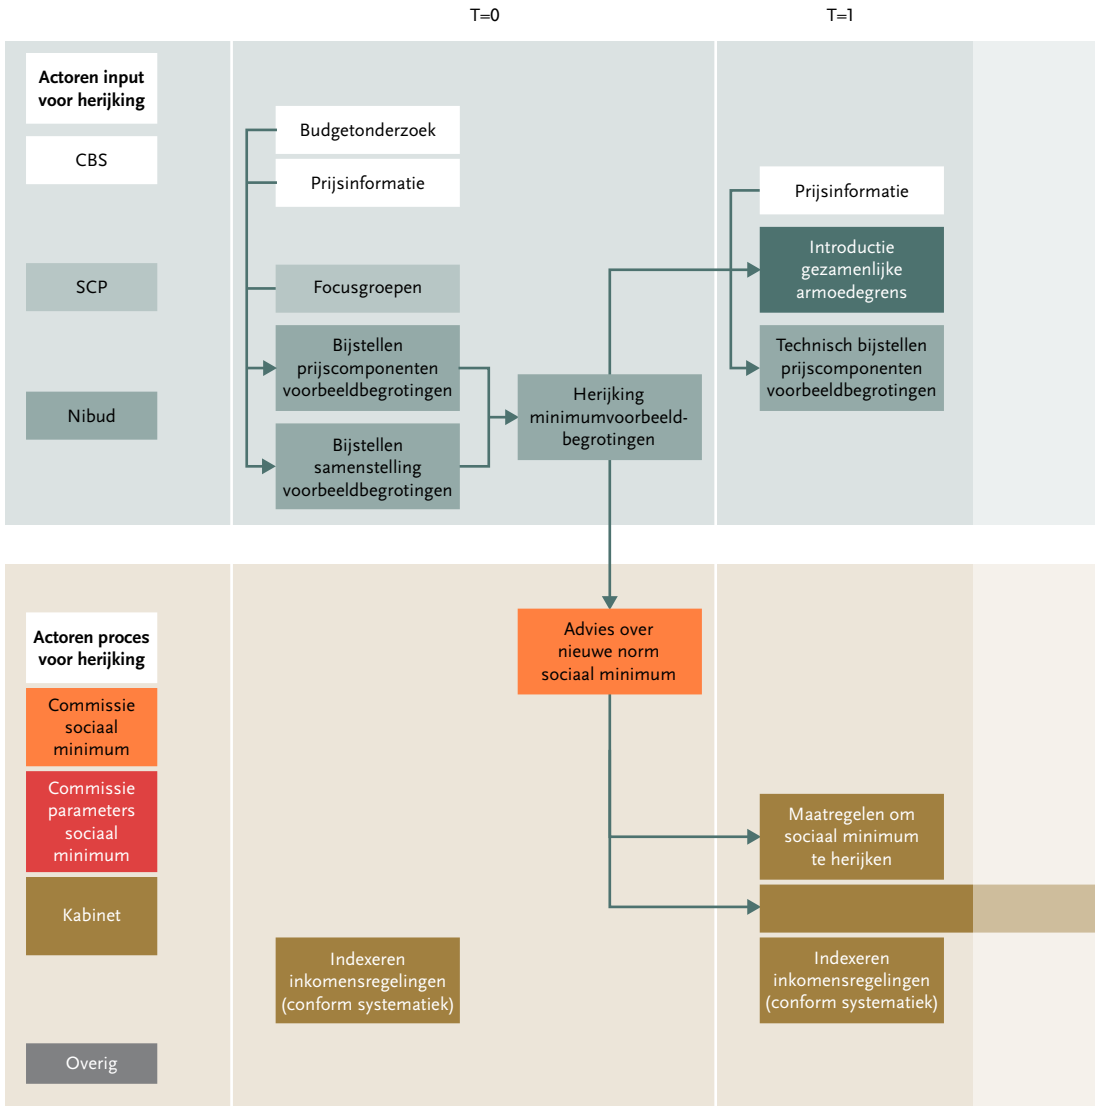 T=0
T=1
Actoren input
voor herijking
CBS
SCP
Nibud
Budgetonderzoek
Prijsinformatie
Focusgroepen
Bijstellen
prijscomponenten
voorbeeldbegrotingen
Bijstellen
samenstelling
voorbeeldbegrotingen
Herijking
minimumvoorbeeld-
begrotingen
Prijsinformatie
Introductie
gezamenlijke
armoedegrens
Technisch bijstellen
prijscomponenten
voorbeeldbegrotingen
Actoren proces
voor herijking
Commissie
sociaal
minimum
Commissie
parameters
sociaal
minimum
Kabinet
Overig
Advies over
nieuwe norm
sociaal minimum
Indexeren
inkomensregelingen
(conform systematiek)
Maatregelen om
sociaal minimum
te herijken
Indexeren
inkomensregelingen
(conform systematiek)